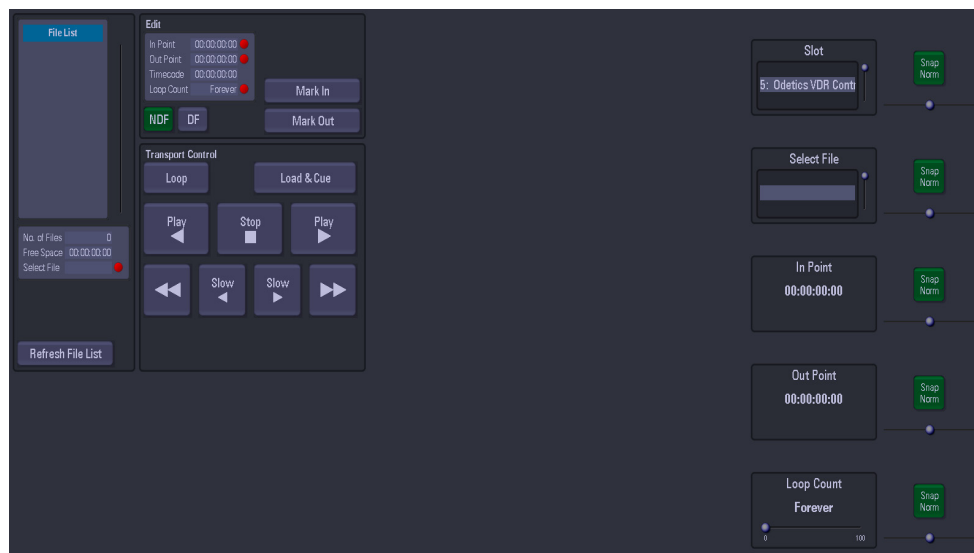 File List
No. of Files 0
Free Space 00:00:00:00
Select File
Refresh File List
Edit
In Point 00:00:00:00
Out Point 00:00:00:00
Timecode 00:00:00:00
Loop Count Forever
Mark In
NDF DF Mark Out
Transport Control
Loop Load & Cue
Play Stop Play
Slow Slow
Slot
5: Odetics VDR Contr
Snap
Norm
Select File
Snap
Norm
In Point
00:00:00:00
Snap
Norm
Out Point
00:00:00:00
Snap
Norm
Loop Count
Forever
0 100
Snap
Norm